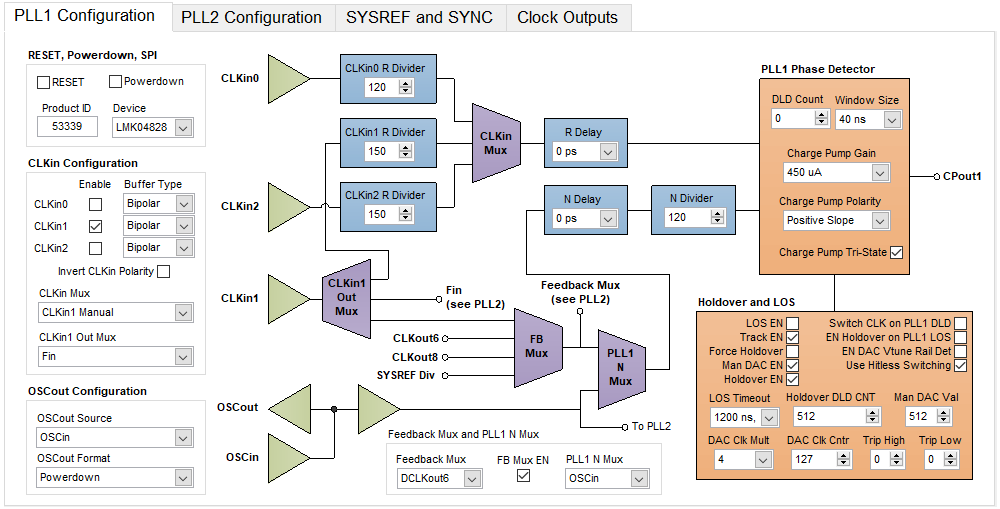 PLL1 Configuration
PLL2 Configuration
SYSREF and SYNC
Clock Outputs
RESET, Powerdown, SPI
RESET
Powerdown
Product ID
Device
53339
LMK04828
CLKin Configuration
Enable
Buffer Type
CLKin0
Bipolar
CLKin1
Bipolar
CLKin2
Bipolar
Invert CLKin Polarity
CLKin Mux
CLKin1 Manual
CLKin1 Out Mux
Fin
OSCout Configuration
OSCout Source
OSCin
OSCout Format
Powerdown
CLKin0
CLKin0 R Divider
120
CLKin1 R Divider
150
CLKin2
CLKin2 R Divider
150
CLKin
Mux
R Delay
0 ps
N Delay
0 ps
N Divider
120
CLKin1
CLKin1
Out
Mux
Fin
(see PLL2)
Feedback Mux
(see PLL2)
CLKout6
CLKout8
SYSREF Div
FB
Mux
PLL1
N
Mux
OSCout
OSCin
To PLL2
Feedback Mux and PLL1 N Mux
Feedback Mux
FB Mux EN
PLL1 N Mux
DCLKout6
OSCin
PLL1 Phase Detector
DLD Count
Window Size
0
40 ns
Charge Pump Gain
450 uA
Charge Pump Polarity
Positive Slope
Charge Pump Tri-State
CPout1
Holdover and LOS
LOS EN
Switch CLK on PLL1 DLD
Track EN
EN Holdover on PLL1 LOS
Force Holdover
EN DAC Vtune Rail Det
Man DAC EN
Use Hitless Switching
Holdover EN
LOS Timeout
Holdover DLD CNT
Man DAC Val
1200 ns,
512
512
DAC Clk Mult
DAC Clk Cntr
Trip High
Trip Low
4
127
0
0